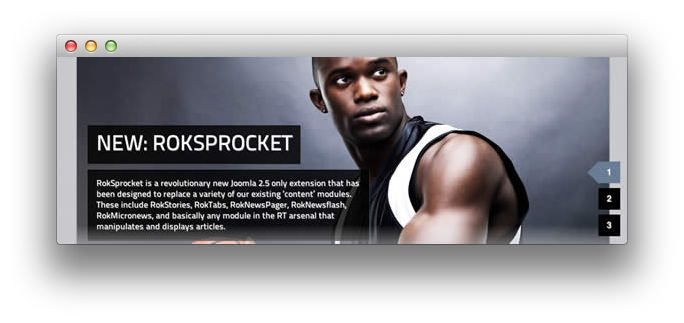 NEW: ROKSPROCKET
RokSprocket is a revolutionary new Joomla 2.5 only extension that has
been designed to replace a variety of our existing 'content' modules.
These include RokStories, RokTabs, RokNewsPager, RokNewsflash,
RokMicronews, and basically any module in the RT arsenal that
manipulates and displays articles.
1
2
3